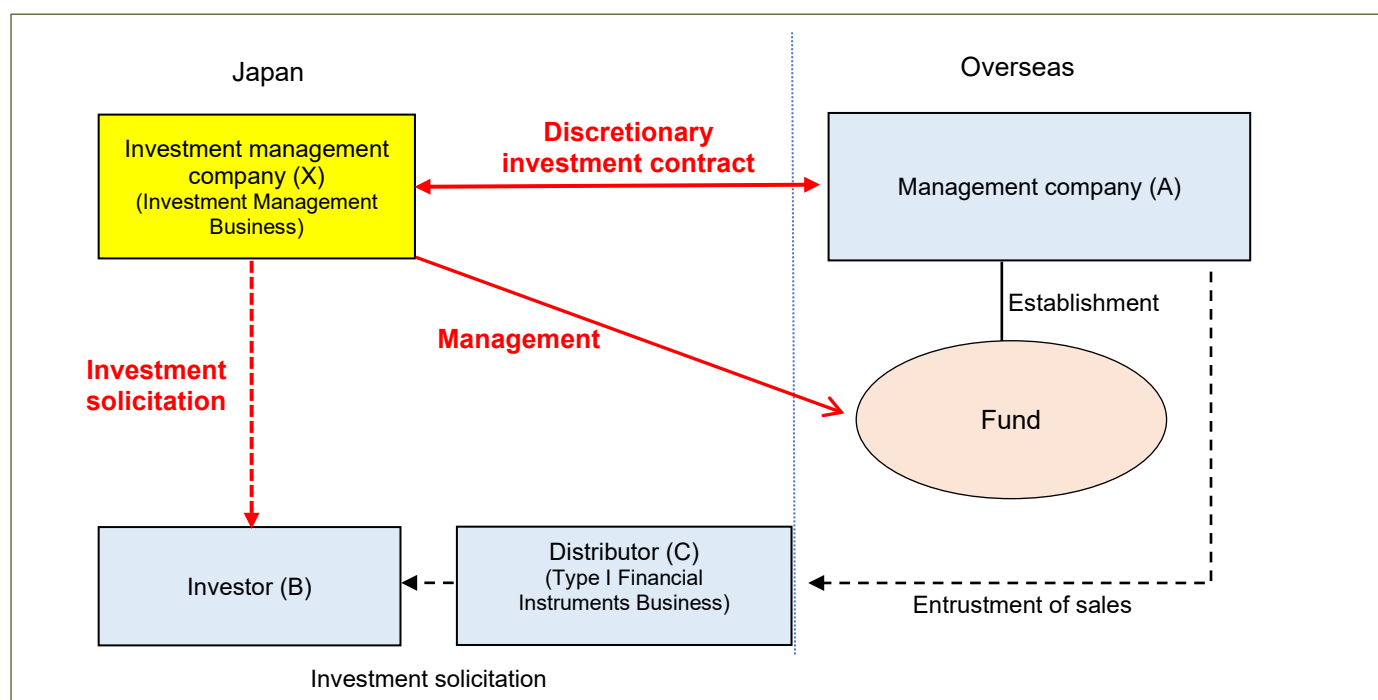 Japan
Overseas
Investment management
company (X)
(Investment Management
Business)
Discretionary
investment contract
Management company (A)
Establishment
Management
Investment
solicitation
Fund
Investor (B)
Distributor (C)
(Type I Financial
Instruments Business)
Entrustment of sales
Investment solicitation